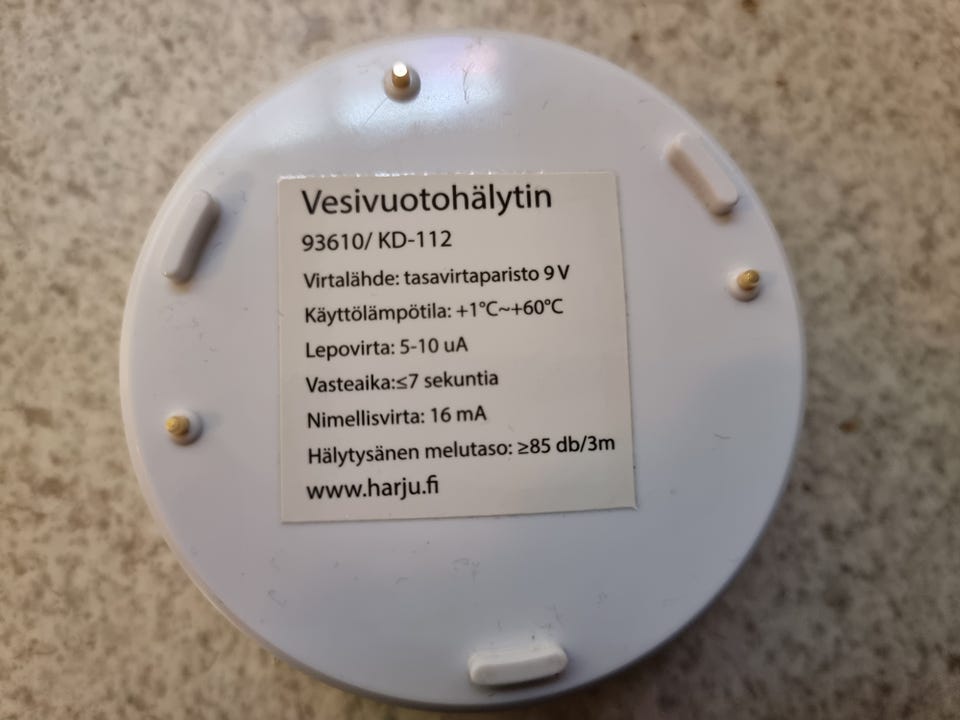 Vesivuotohälytin
93610/ KD-112
Virtalähde: tasavirtaparisto 9 V
Käyttölämpötila: +1°C~+60°C
Lepovirta: 5-10 uA
Vasteaika:≤7 sekuntia
Nimellisvirta: 16 mA
Hälytysänen melutaso: ≥85 db/3m
www.harju.fi